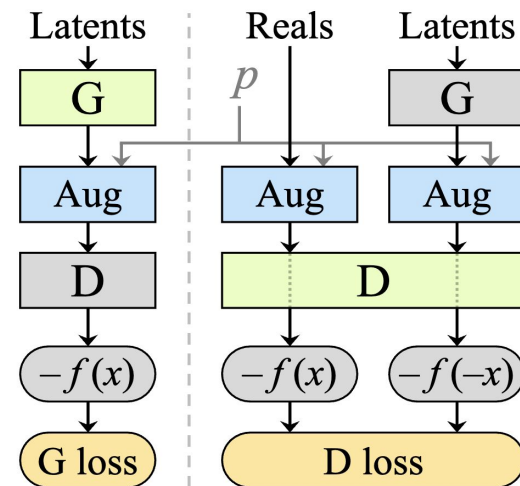 Latents
Reals
Latents
p
G
G
Aug
Aug
Aug
D
D
−f(x)
−f(x)
−f(−x)
G loss
D loss